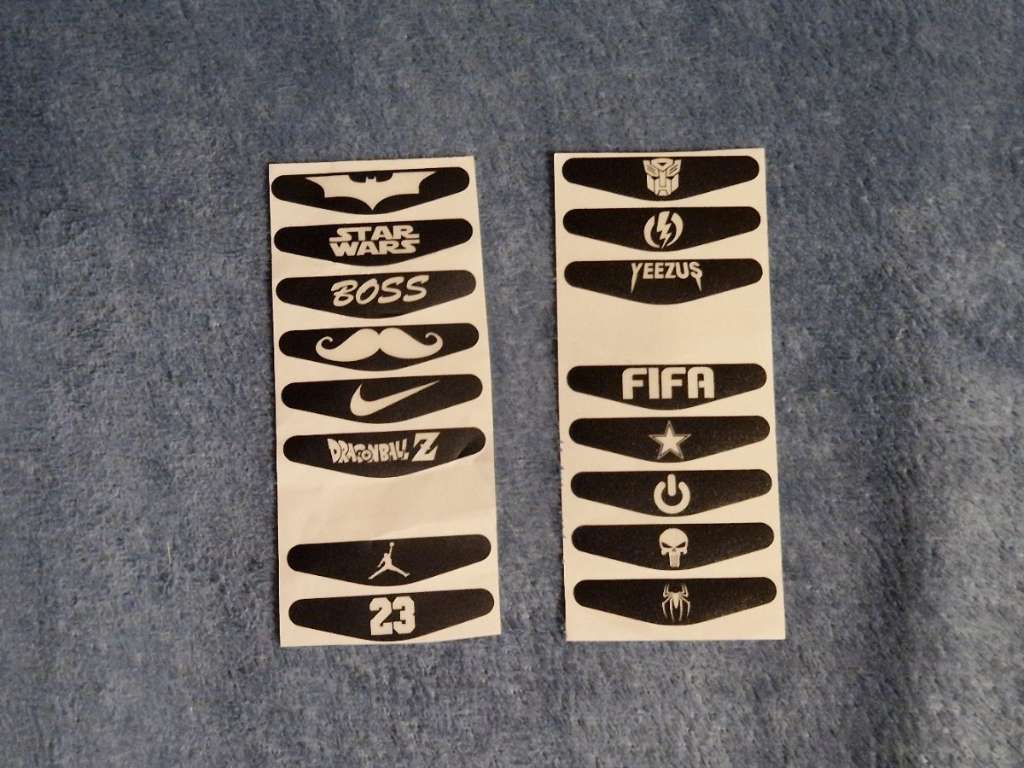 STAR
WARS
BOSS
DRAGONBALL Z
23
YEEZUS
FIFA